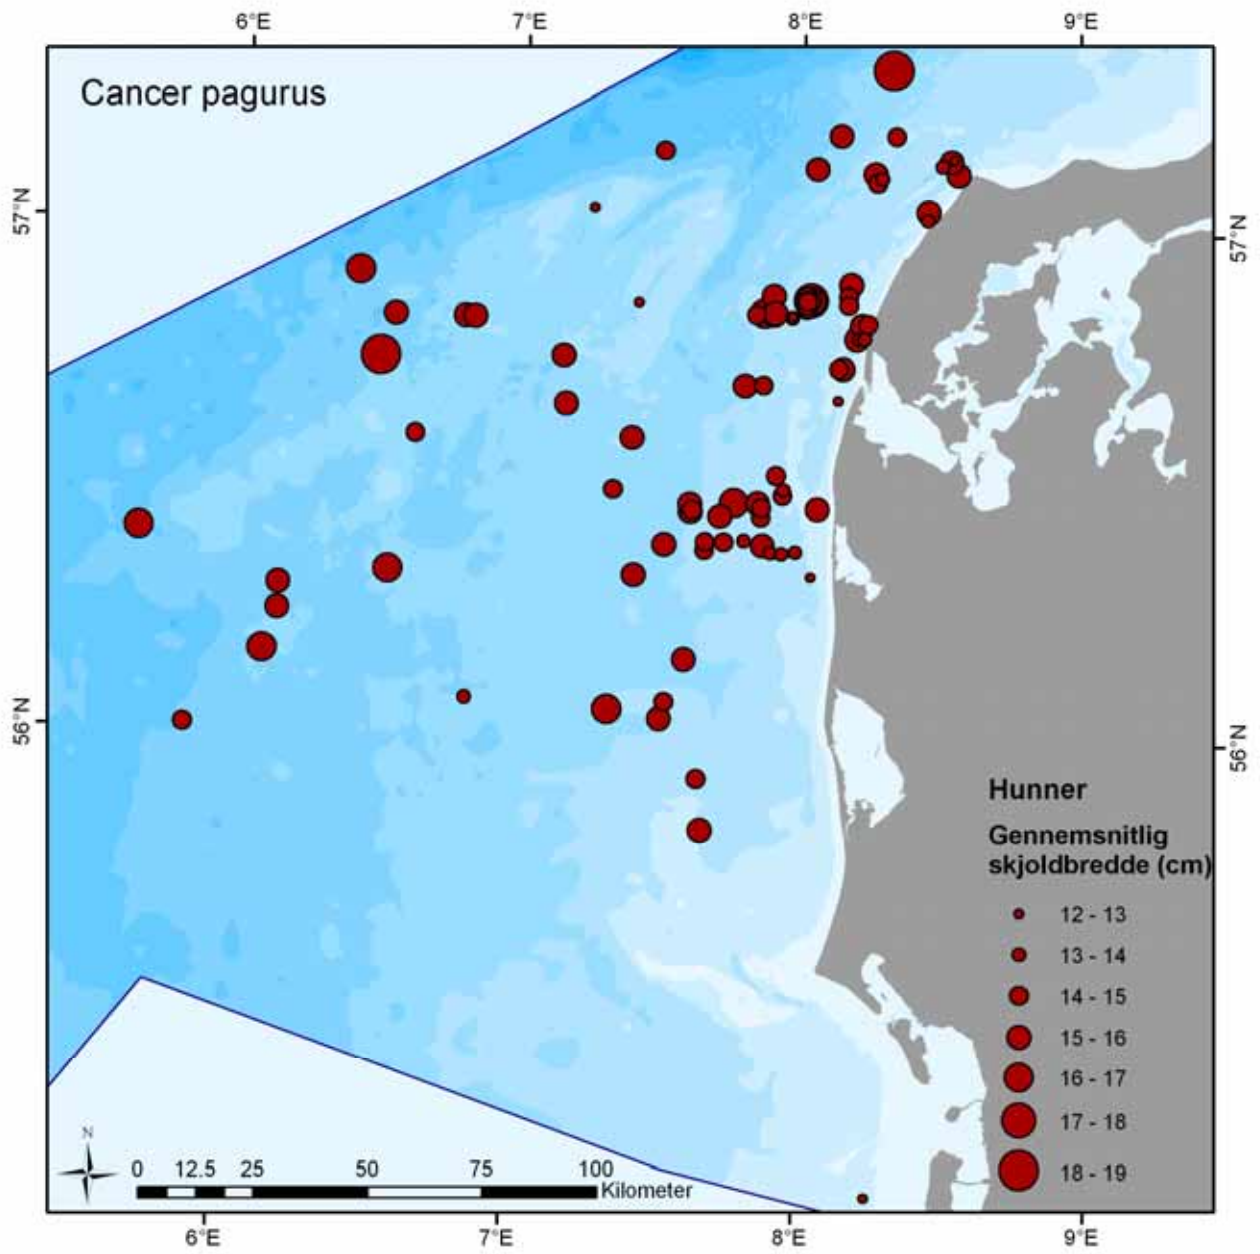 6°E 7°E 8°E 9°E
Cancer pagurus
57°N
57°N
56°N
56°N
Hunner
Gennemsnitlig
skjoldbredde (cm)
12 - 13
13 - 14
14 - 15
15 - 16
16 - 17
17 - 18
18 - 19
N
0 12.5 25 50 75 100
Kilometer
6°E 7°E 8°E 9°E